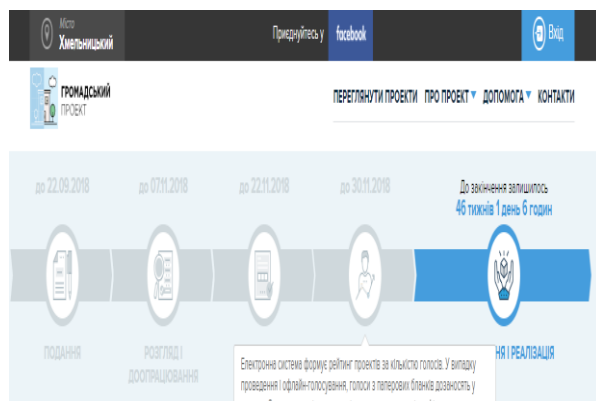 Місто
Хмельницький
Приєднуйтесь у facebook
Вхід
ГРОМАДСЬКИЙ
ПРОЕКТ
ПЕРЕГЛЯНУТИ ПРОЕКТИ ПРО ПРОЕКТ ДОПОМОГА КОНТАКТИ
до 22.09.2018 до 07.11.2018 до 22.11.2018 до 30.11.2018
До закінчення залишилось
46 тижнів 1 день 6 годин
ПОДАННЯ
РОЗГЛЯД І
ДООПРАЦЮВАННЯ
НЯ І РЕАЛІЗАЦІЯ
Електронна система формує рейтинг проектів за кількістю голосів. У випадку
проведення і офлайн-голосування, голоси з паперових бланків дозаносять у